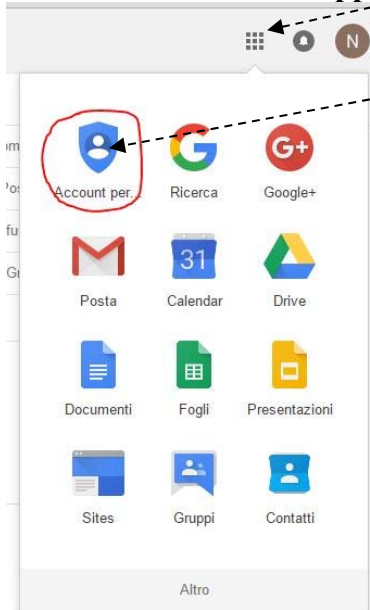 N
Account per... Ricerca Google+
31
Posta Calendar Drive
Documenti Fogli Presentazioni
Sites Gruppi Contatti
Altro